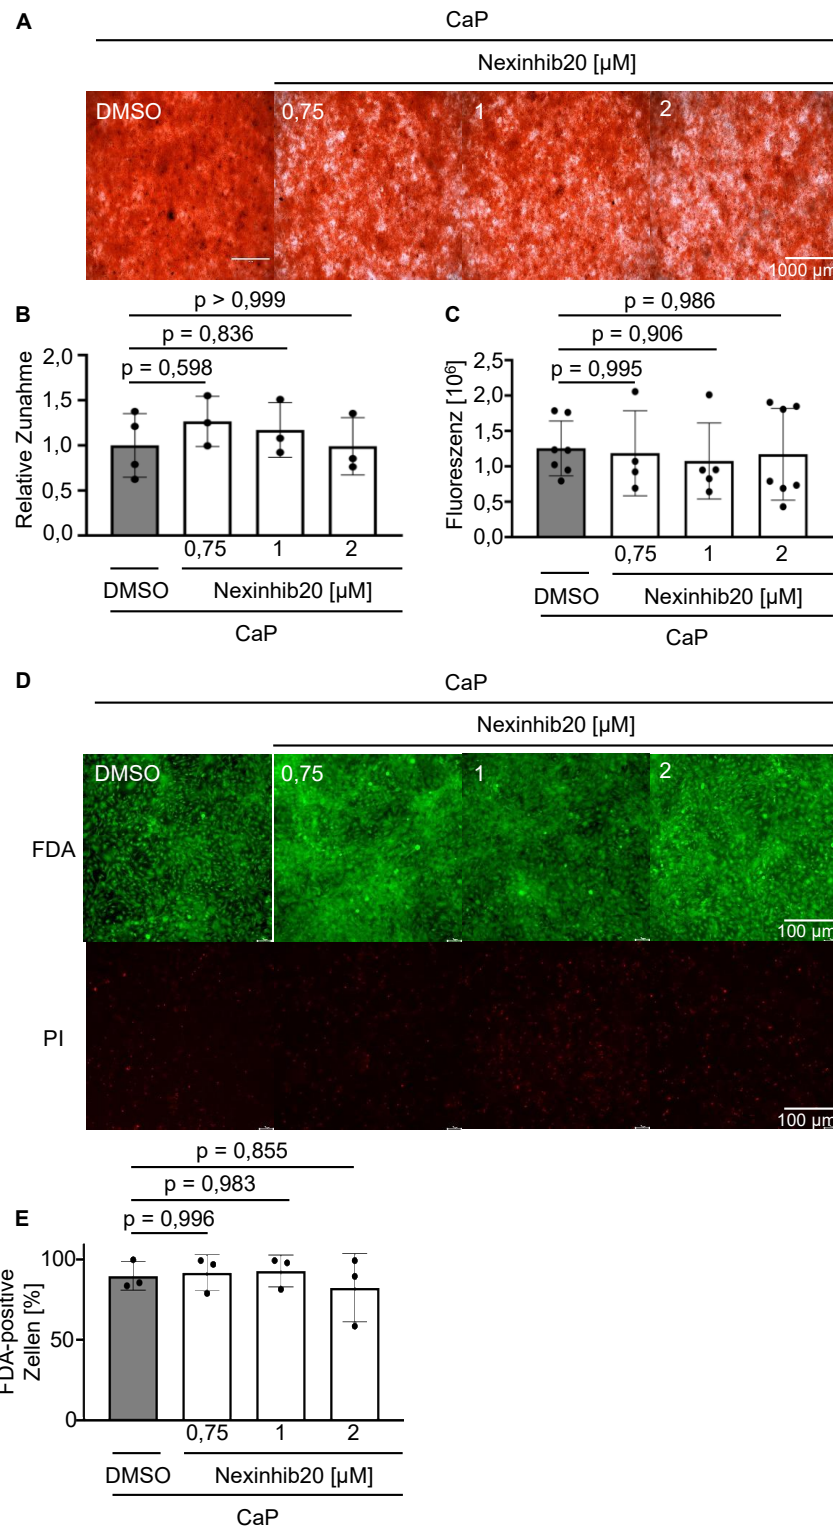 A
CaP
Nexinhib20 [µM]
DMSO
0,75
1
2
1000 µm
B
p > 0,999
p = 0,836
p = 0,598
Relative Zunahme
2,0
1,5
1,0
0,5
0,0
0,75
1
2
DMSO
Nexinhib20 [µM]
CaP
C
p = 0,986
p = 0,906
p = 0,995
Fluoreszenz [10⁶]
2,5
2,0
1,5
1,0
0,5
0,0
0,75
1
2
DMSO
Nexinhib20 [µM]
CaP
D
CaP
Nexinhib20 [µM]
DMSO
0,75
1
2
FDA
100 µm
PI
100 µm
E
p = 0,855
p = 0,983
p = 0,996
FDA-positive
Zellen [%]
100
50
0
0,75
1
2
DMSO
Nexinhib20 [µM]
CaP